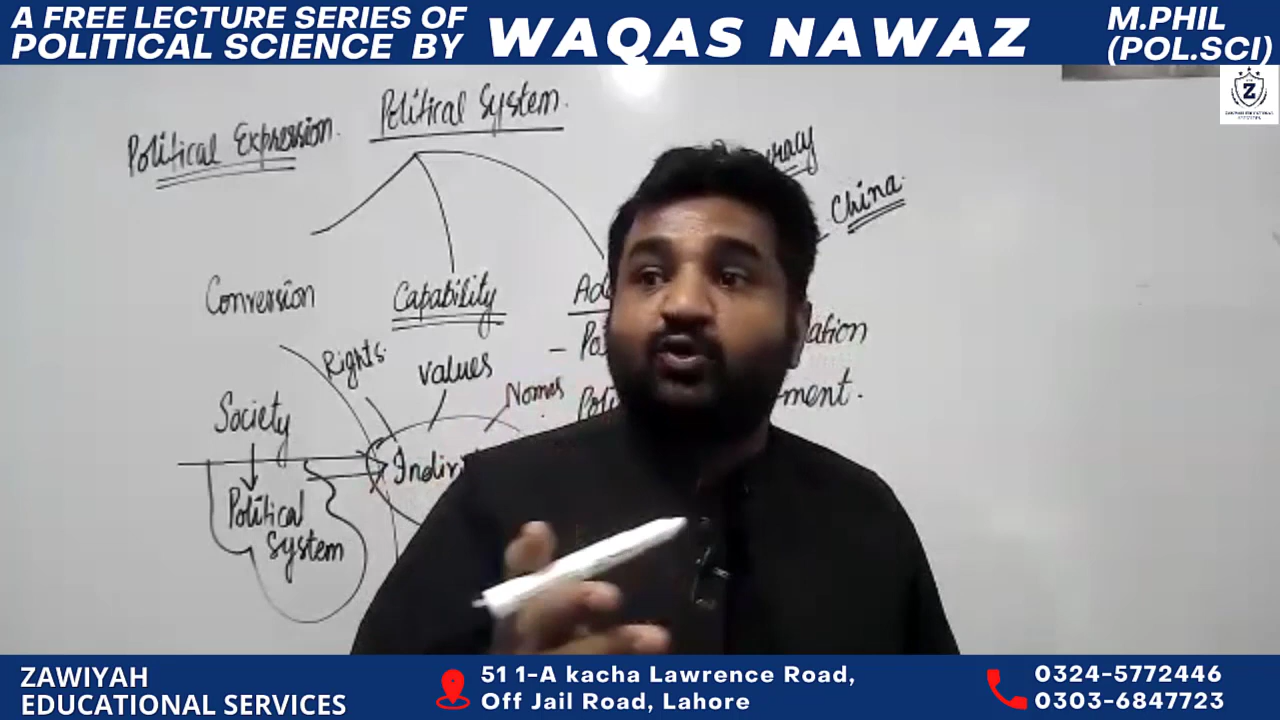 A FREE LECTURE SERIES OF
POLITICAL SCIENCE BY
WAQAS NAWAZ
M.PHIL
(POL.SCI)
Z
Political Expression.
Political System.
China.
Conversion
Capability
Rights.
values
Nomos
Society
Political
System
ZAWIYAH
EDUCATIONAL SERVICES
51 1-A kacha Lawrence Road,
Off Jail Road, Lahore
0324-5772446
0303-6847723